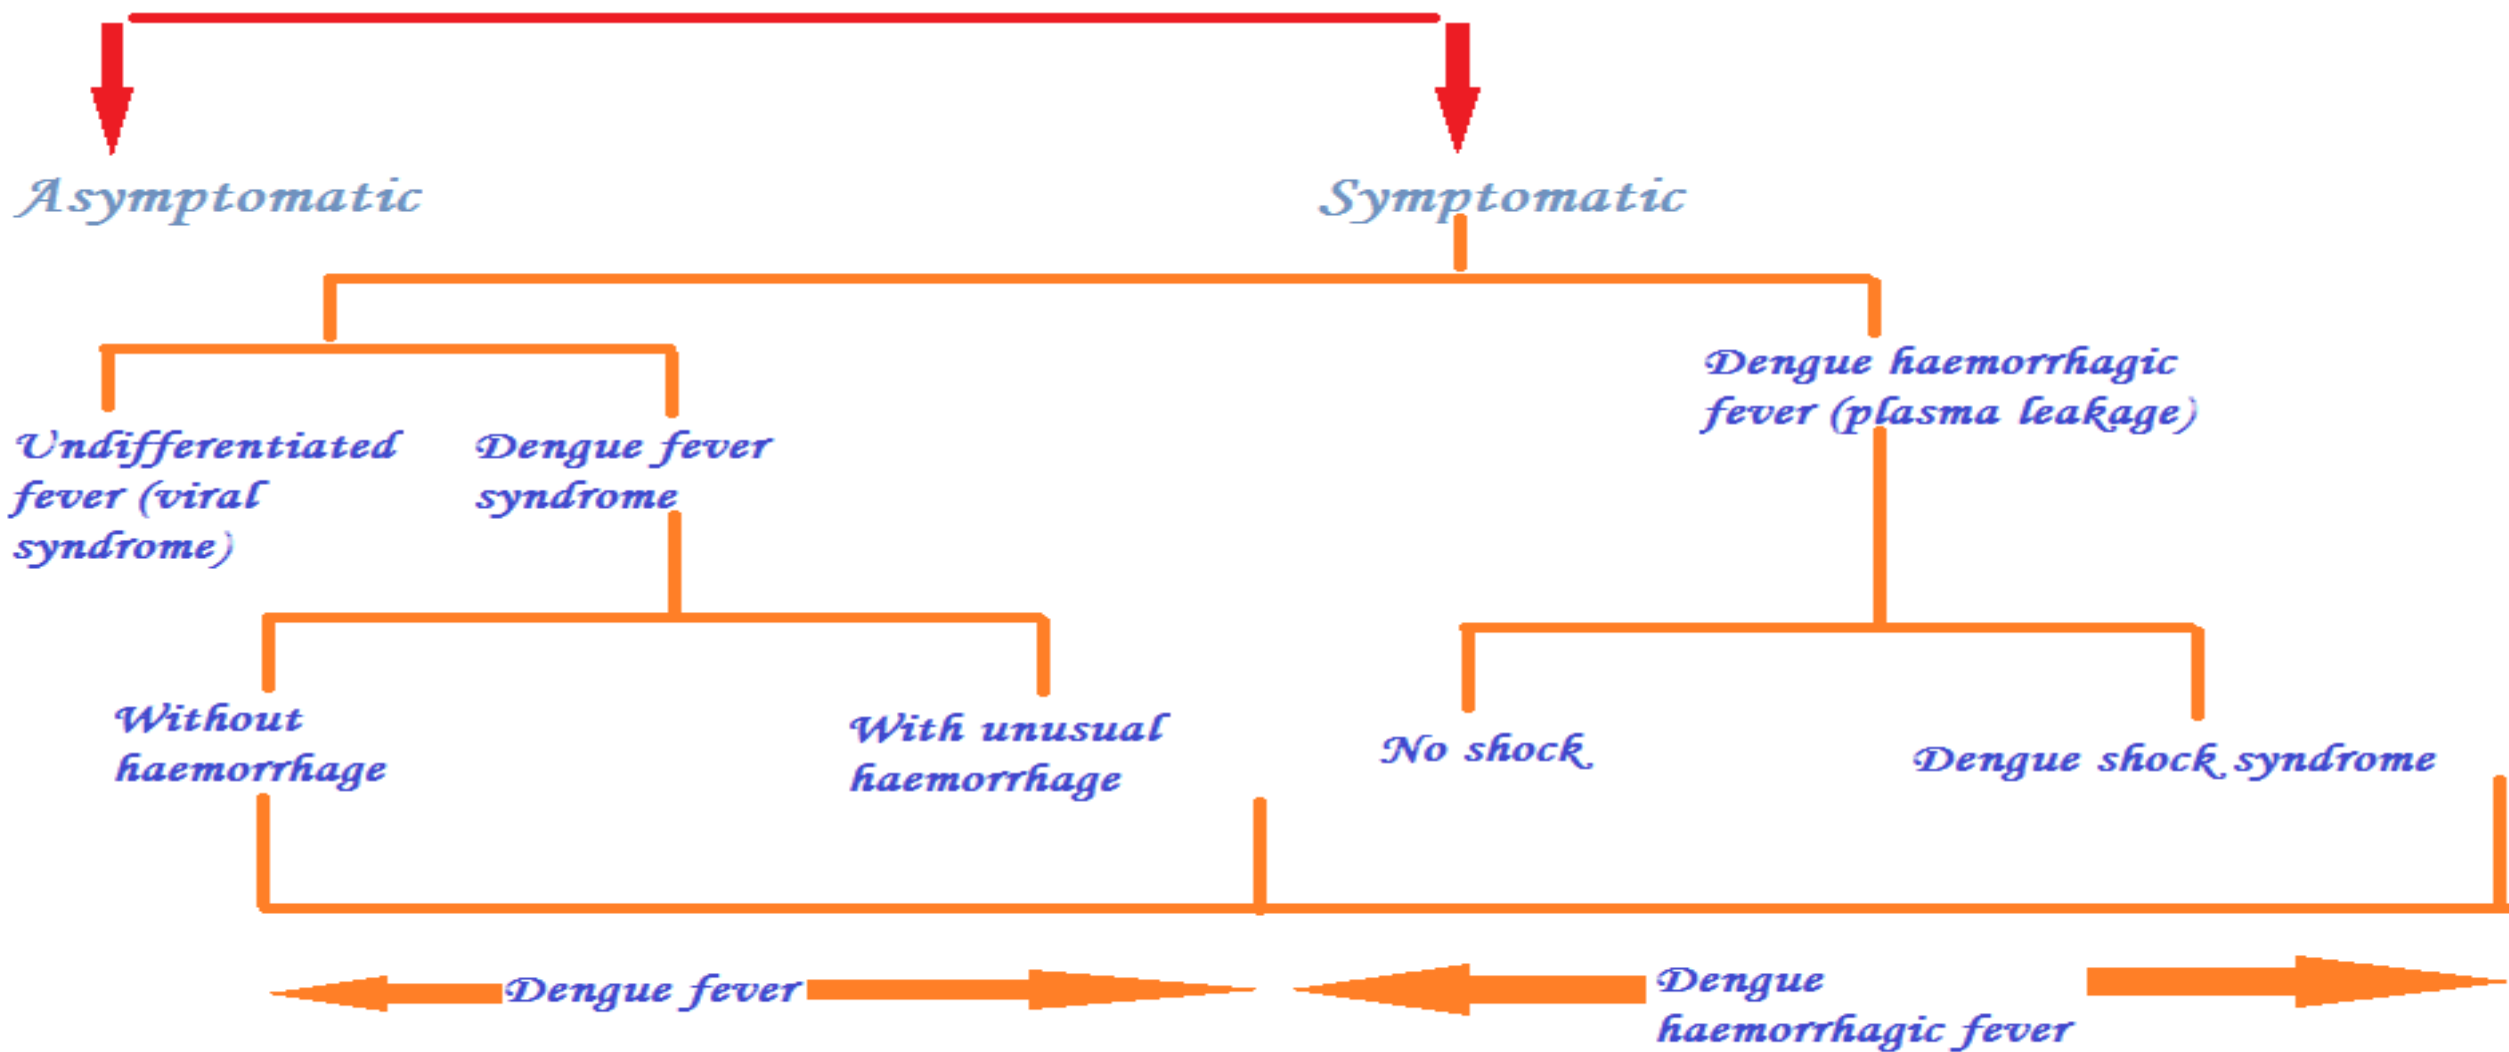 Asymptomatic
Symptomatic
Dengue haemorrhagic
fever (plasma leakage)
Undifferentiated
fever (viral
syndrome)
Dengue fever
syndrome
Without
haemorrhage
With unusual
haemorrhage
No shock
Dengue shock syndrome
Dengue fever
Dengue
haemorrhagic fever